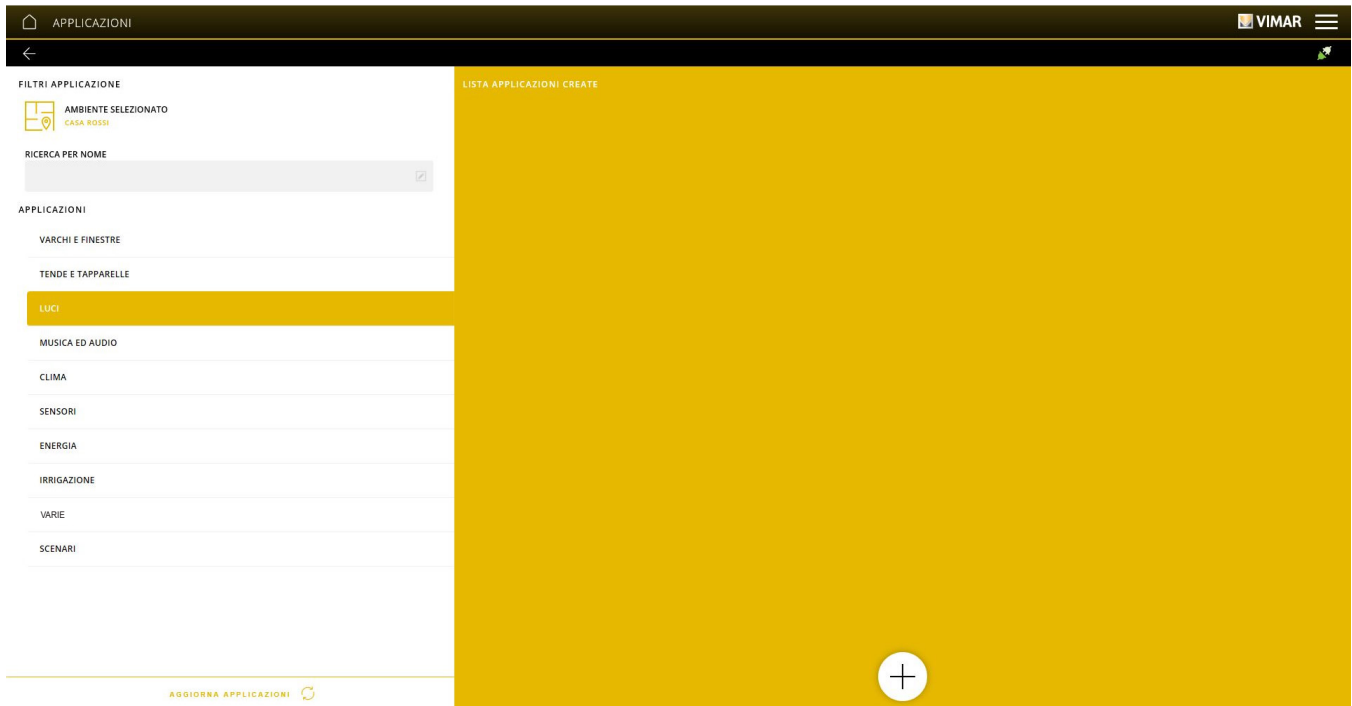 APPLICAZIONI
VIMAR
FILTRI APPLICAZIONE
AMBIENTE SELEZIONATO
CASA ROSSI
RICERCA PER NOME
APPLICAZIONI
VARCHI E FINESTRE
TENDE E TAPPARELLE
LUCI
MUSICA ED AUDIO
CLIMA
SENSORI
ENERGIA
IRRIGAZIONE
VARIE
SCENARI
AGGIORNA APPLICAZIONI
LISTA APPLICAZIONI CREATE